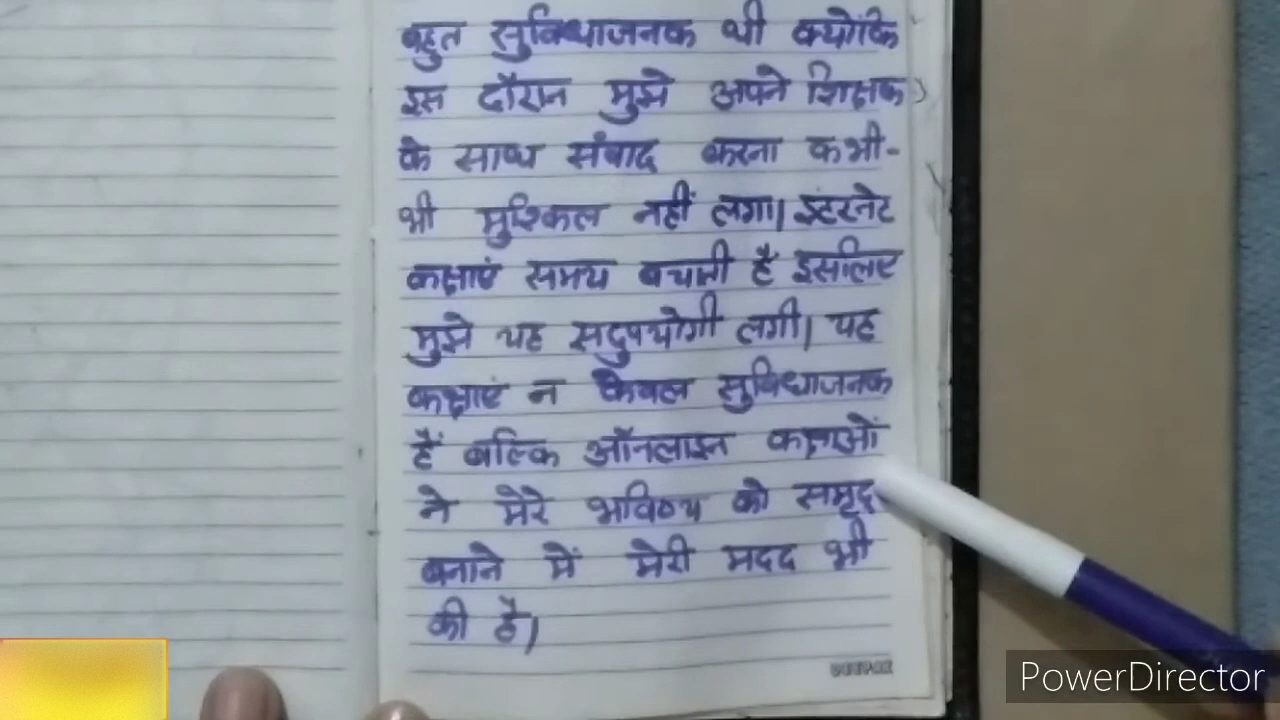 बहुत सुविधाजनक थी क्योंकि
इस दौरान मुझे अपने शिक्षक
के साथ संवाद करना कभी-
भी मुश्किल नहीं लगा। इंटरनेट
कक्षाएं समय बचाती हैं इसलिए
मुझे यह सदुपयोगी लगी। यह
कक्षाएं न केवल सुविधाजनक
हैं बल्कि ऑनलाइन कक्षाओं
ने मेरे भविष्य को समृद्ध
बनाने में मेरी मदद भी
की है।
PowerDirector